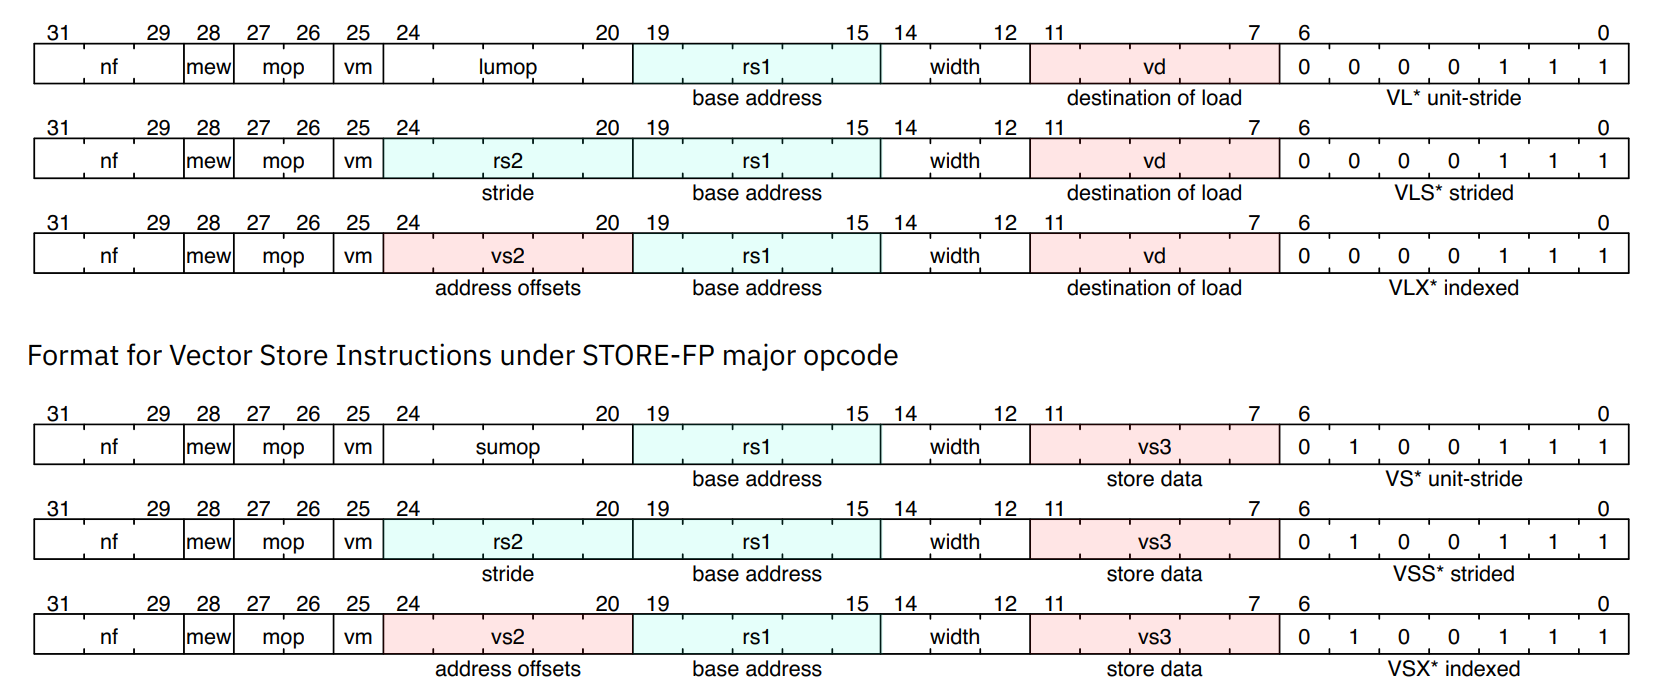 31 29 28 27 26 25 24 20 19 15 14 12 11 7 6 0
nf mew mop vm lumop rs1 width vd 0 0 0 0 1 1 1
base address destination of load VL* unit-stride
31 29 28 27 26 25 24 20 19 15 14 12 11 7 6 0
nf mew mop vm rs2 rs1 width vd 0 0 0 0 1 1 1
stride base address destination of load VLS* strided
31 29 28 27 26 25 24 20 19 15 14 12 11 7 6 0
nf mew mop vm vs2 rs1 width vd 0 0 0 0 1 1 1
address offsets base address destination of load VLX* indexed
Format for Vector Store Instructions under STORE-FP major opcode
31 29 28 27 26 25 24 20 19 15 14 12 11 7 6 0
nf mew mop vm sumop rs1 width vs3 0 1 0 0 1 1 1
base address store data VS* unit-stride
31 29 28 27 26 25 24 20 19 15 14 12 11 7 6 0
nf mew mop vm rs2 rs1 width vs3 0 1 0 0 1 1 1
stride base address store data VSS* strided
31 29 28 27 26 25 24 20 19 15 14 12 11 7 6 0
nf mew mop vm vs2 rs1 width vs3 0 1 0 0 1 1 1
address offsets base address store data VSX* indexed